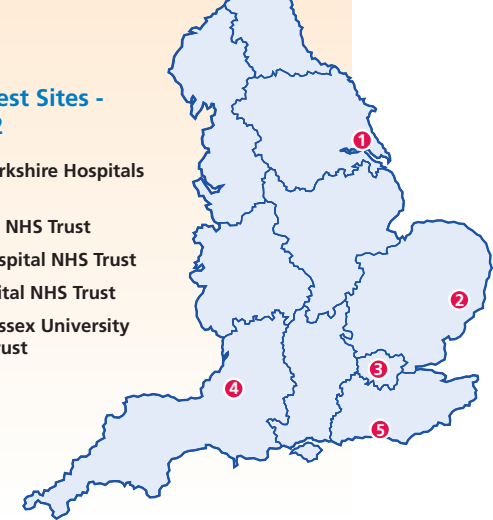 est Sites -
2
rkshire Hospitals
NHS Trust
spital NHS Trust
ital NHS Trust
ssex University
rust
1
2
3
4
5